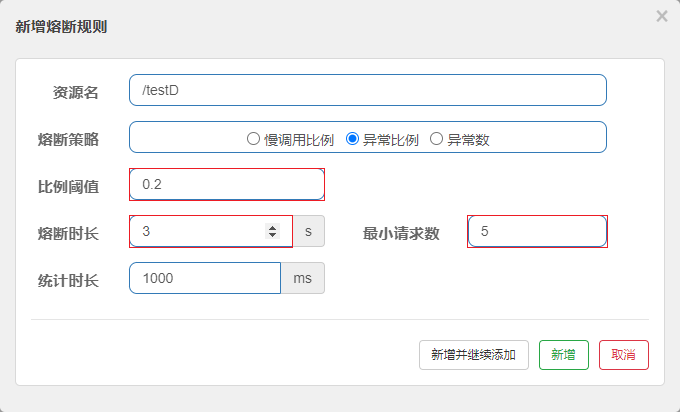 新增熔断规则
资源名 /testD
熔断策略 慢调用比例 异常比例 异常数
比例阈值 0.2
熔断时长 3 s 最小请求数 5
统计时长 1000 ms
新增并继续添加 新增 取消